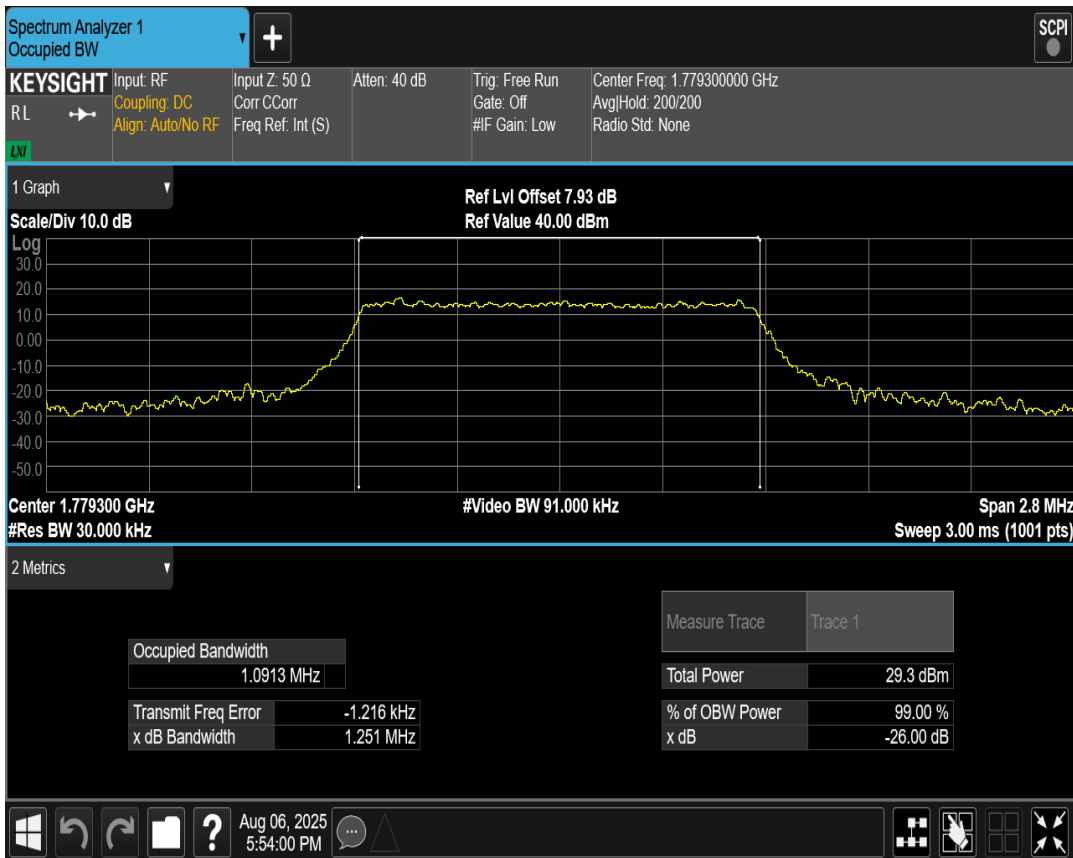 Spectrum Analyzer 1
Occupied BW
SCPI
KEYSIGHT
RL
LXI
Input: RF
Coupling: DC
Align: Auto/No RF
Input Z: 50 Ω
Corr CCorr
Freq Ref: Int (S)
Atten: 40 dB
Trig: Free Run
Gate: Off
#IF Gain: Low
Center Freq: 1.779300000 GHz
Avg|Hold: 200/200
Radio Std: None
1 Graph
Scale/Div 10.0 dB
Ref Lvl Offset 7.93 dB
Ref Value 40.00 dBm
Log
30.0
20.0
10.0
0.00
-10.0
-20.0
-30.0
-40.0
-50.0
Center 1.779300 GHz
#Video BW 91.000 kHz
Span 2.8 MHz
#Res BW 30.000 kHz
Sweep 3.00 ms (1001 pts)
2 Metrics
Measure Trace Trace 1
Occupied Bandwidth
1.0913 MHz
Total Power 29.3 dBm
Transmit Freq Error -1.216 kHz
% of OBW Power 99.00 %
x dB Bandwidth 1.251 MHz
x dB -26.00 dB
?
Aug 06, 2025
5:54:00 PM